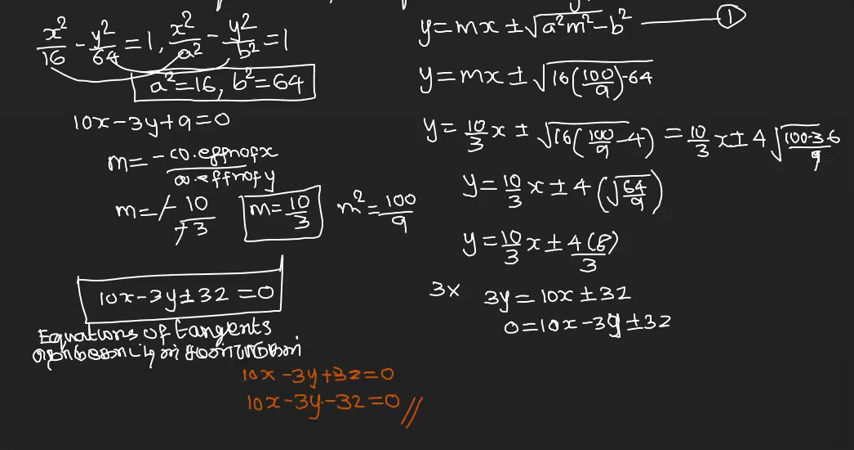 x²/16 - y²/64 = 1, x²/a² - y²/b² = 1
a² = 16, b² = 64
10x - 3y + 9 = 0
m = -co.effnofx/co.effnofy
m = -10/-3 m = 10/3 m² = 100/9
10x - 3y ± 32 = 0
Equations of tangents
தொடுகோட்டின் சமன்பாடுகள்
y = mx ± √(a²m² - b²) ①
y = mx ± √(16(100/9) - 64)
y = 10/3 x ± √(16(100/9 - 4)) = 10/3 x ± 4√((100-36)/9)
y = 10/3 x ± 4(√(64/9))
y = 10/3 x ± 4(8)/3
3x 3y = 10x ± 32
0 = 10x - 3y ± 32
10x - 3y + 32 = 0
10x - 3y - 32 = 0 //